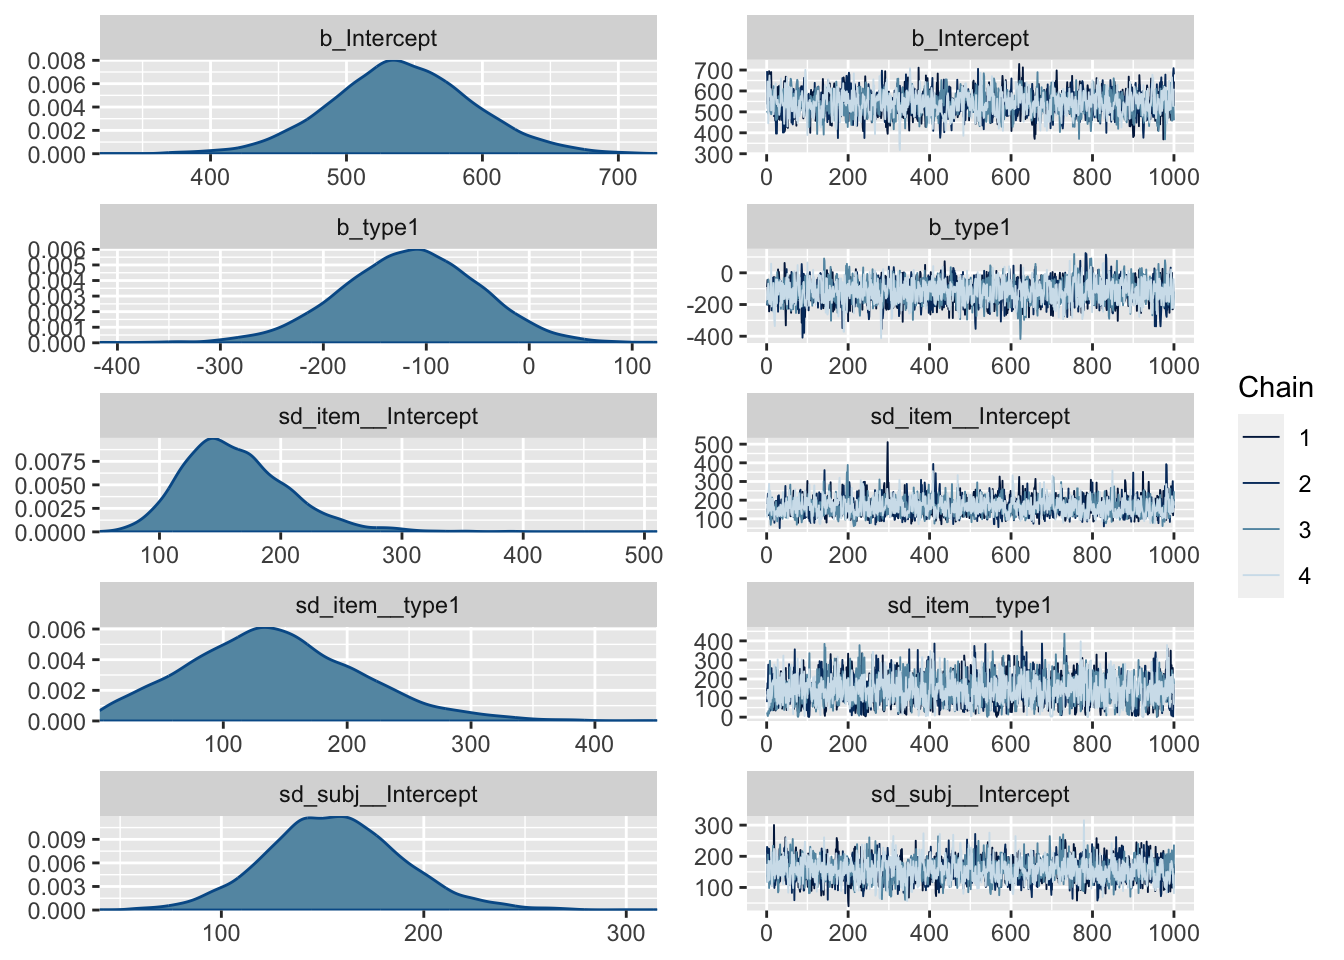 b_Intercept
0.008
0.006
0.004
0.002
0.000
400 500 600 700
b_Intercept
700
600
500
400
300
0 200 400 600 800 1000
b_type1
0.006
0.005
0.004
0.003
0.002
0.001
0.000
-400 -300 -200 -100 0 100
b_type1
0
-200
-400
0 200 400 600 800 1000
sd_item__Intercept
0.0075
0.0050
0.0025
0.0000
100 200 300 400 500
sd_item__Intercept
500
400
300
200
100
0 200 400 600 800 1000
sd_item__type1
0.006
0.004
0.002
0.000
100 200 300 400
sd_item__type1
400
300
200
100
0
0 200 400 600 800 1000
sd_subj__Intercept
0.009
0.006
0.003
0.000
100 200 300
sd_subj__Intercept
300
200
100
0 200 400 600 800 1000
Chain
1
2
3
4